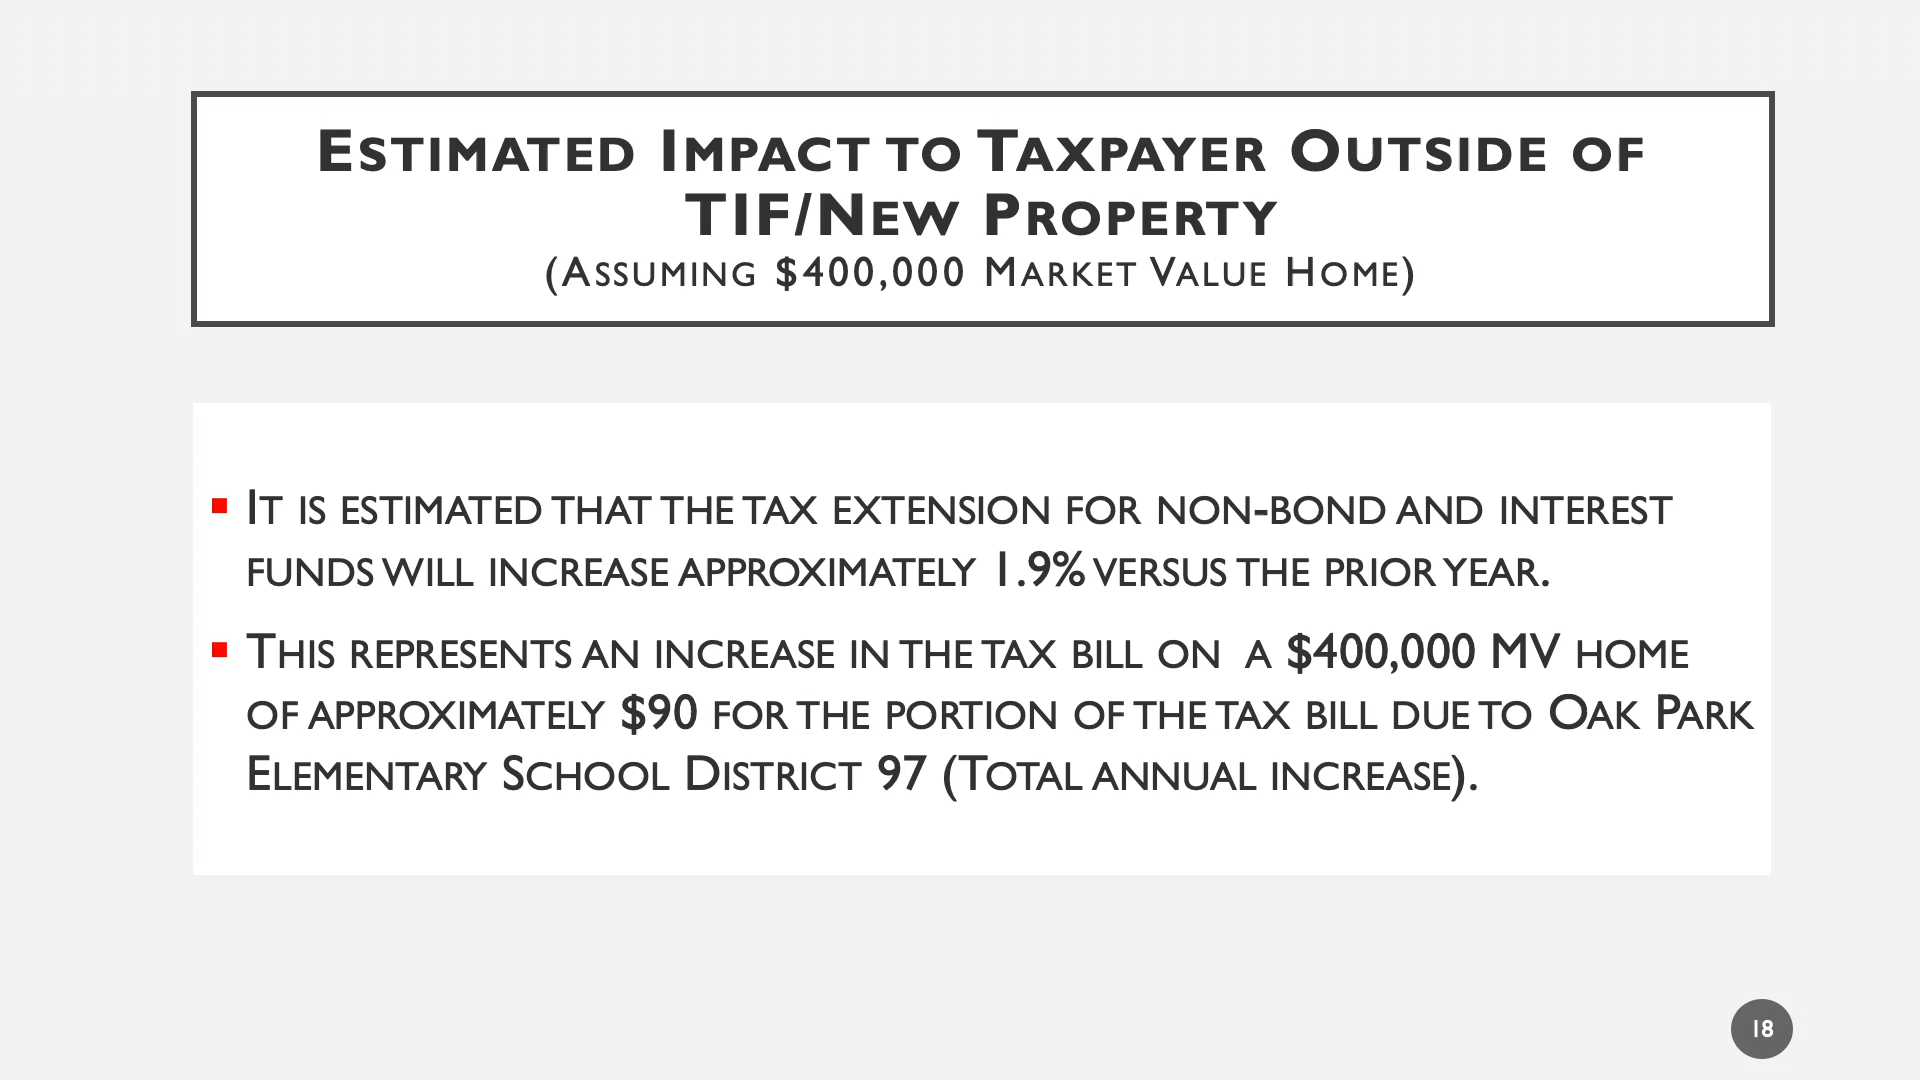 Estimated Impact to Taxpayer Outside of
TIF/New Property
(Assuming $400,000 Market Value Home)
It is estimated that the tax extension for non-bond and interest
funds will increase approximately 1.9% versus the prior year.
This represents an increase in the tax bill on  a $400,000 MV home
of approximately $90 for the portion of the tax bill due to Oak Park
Elementary School District 97 (Total annual increase).
18